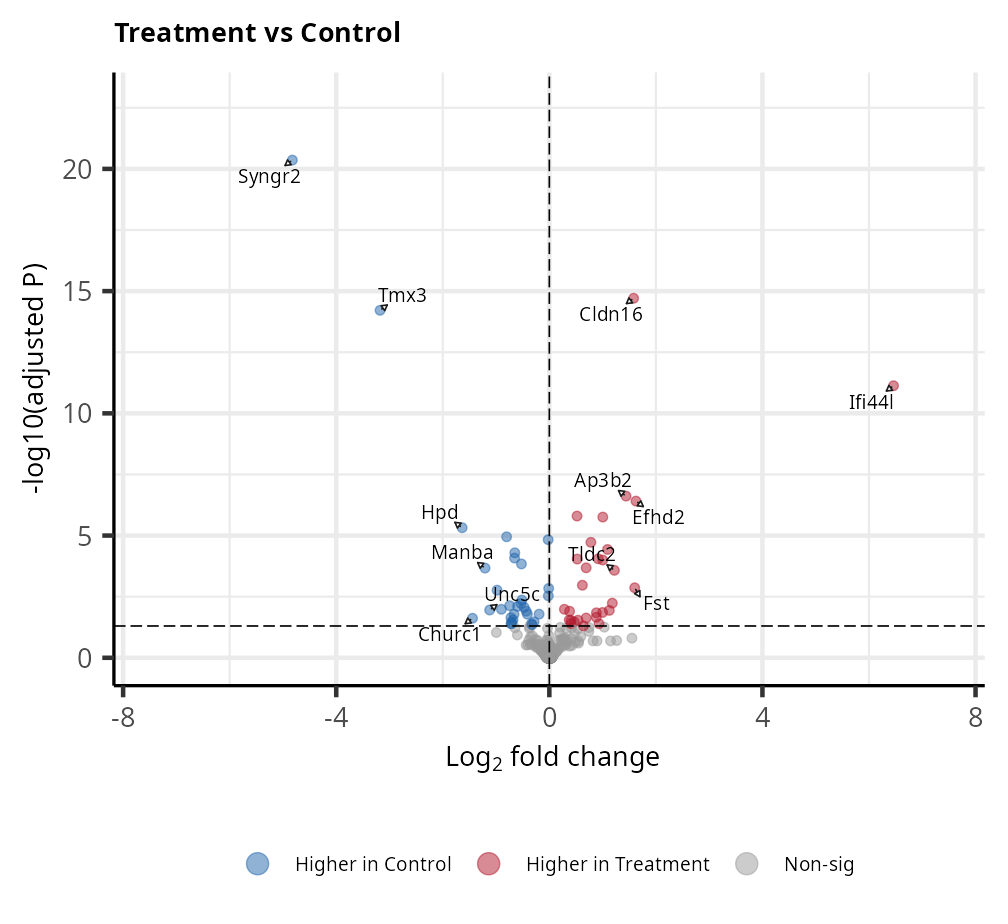 Treatment vs Control
-log10(adjusted P)
20
15
10
5
0
Syngr2
Tmx3
Cldn16
Ifi44l
Ap3b2
Efhd2
Hpd
Manba
Tldc2
Unc5c
Fst
Churc1
-8
-4
0
4
8
Log₂ fold change
Higher in Control
Higher in Treatment
Non-sig